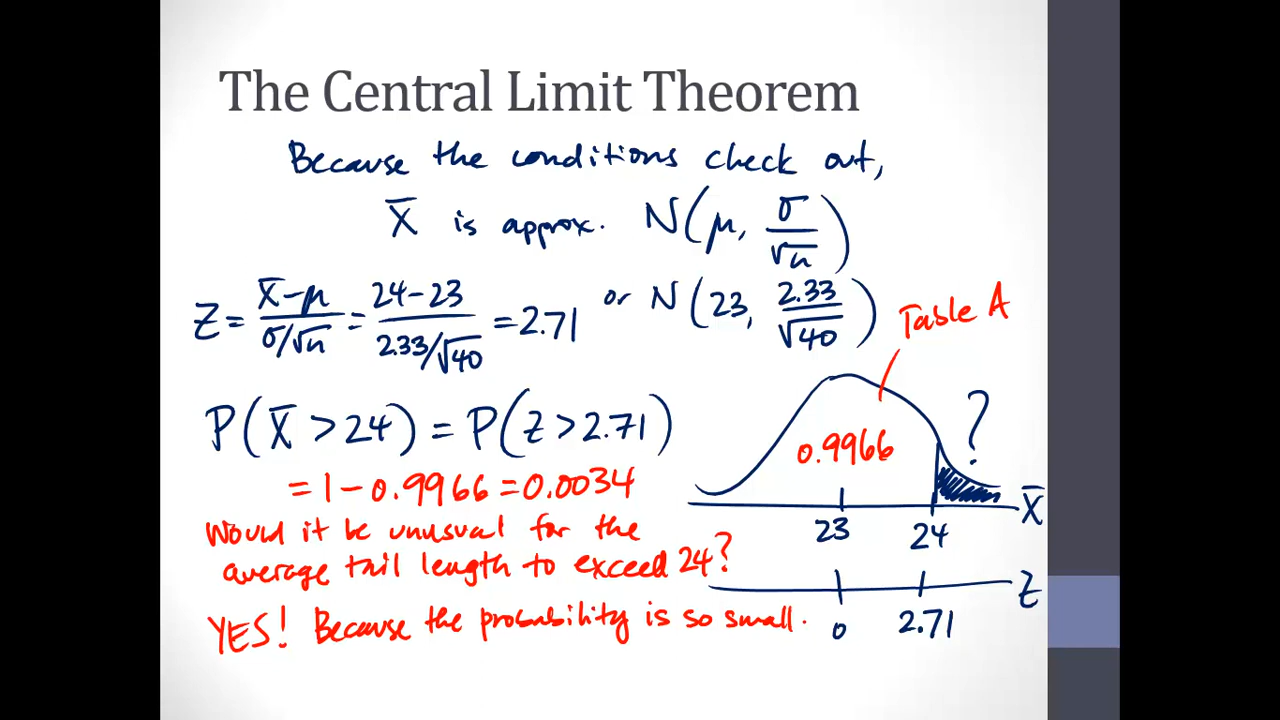 The Central Limit Theorem
Because the conditions check out,
X̄ is approx. N(μ, σ/√n)
Z = (X̄-μ)/(σ/√n) = (24-23)/(2.33/√40) = 2.71
or N(23, 2.33/√40)
Table A
P(X̄ > 24) = P(Z > 2.71)
= 1 - 0.9966 = 0.0034
Would it be unusual for the
average tail length to exceed 24?
YES! Because the probability is so small.
?
0.9966
23 24 X̄
Z
0 2.71